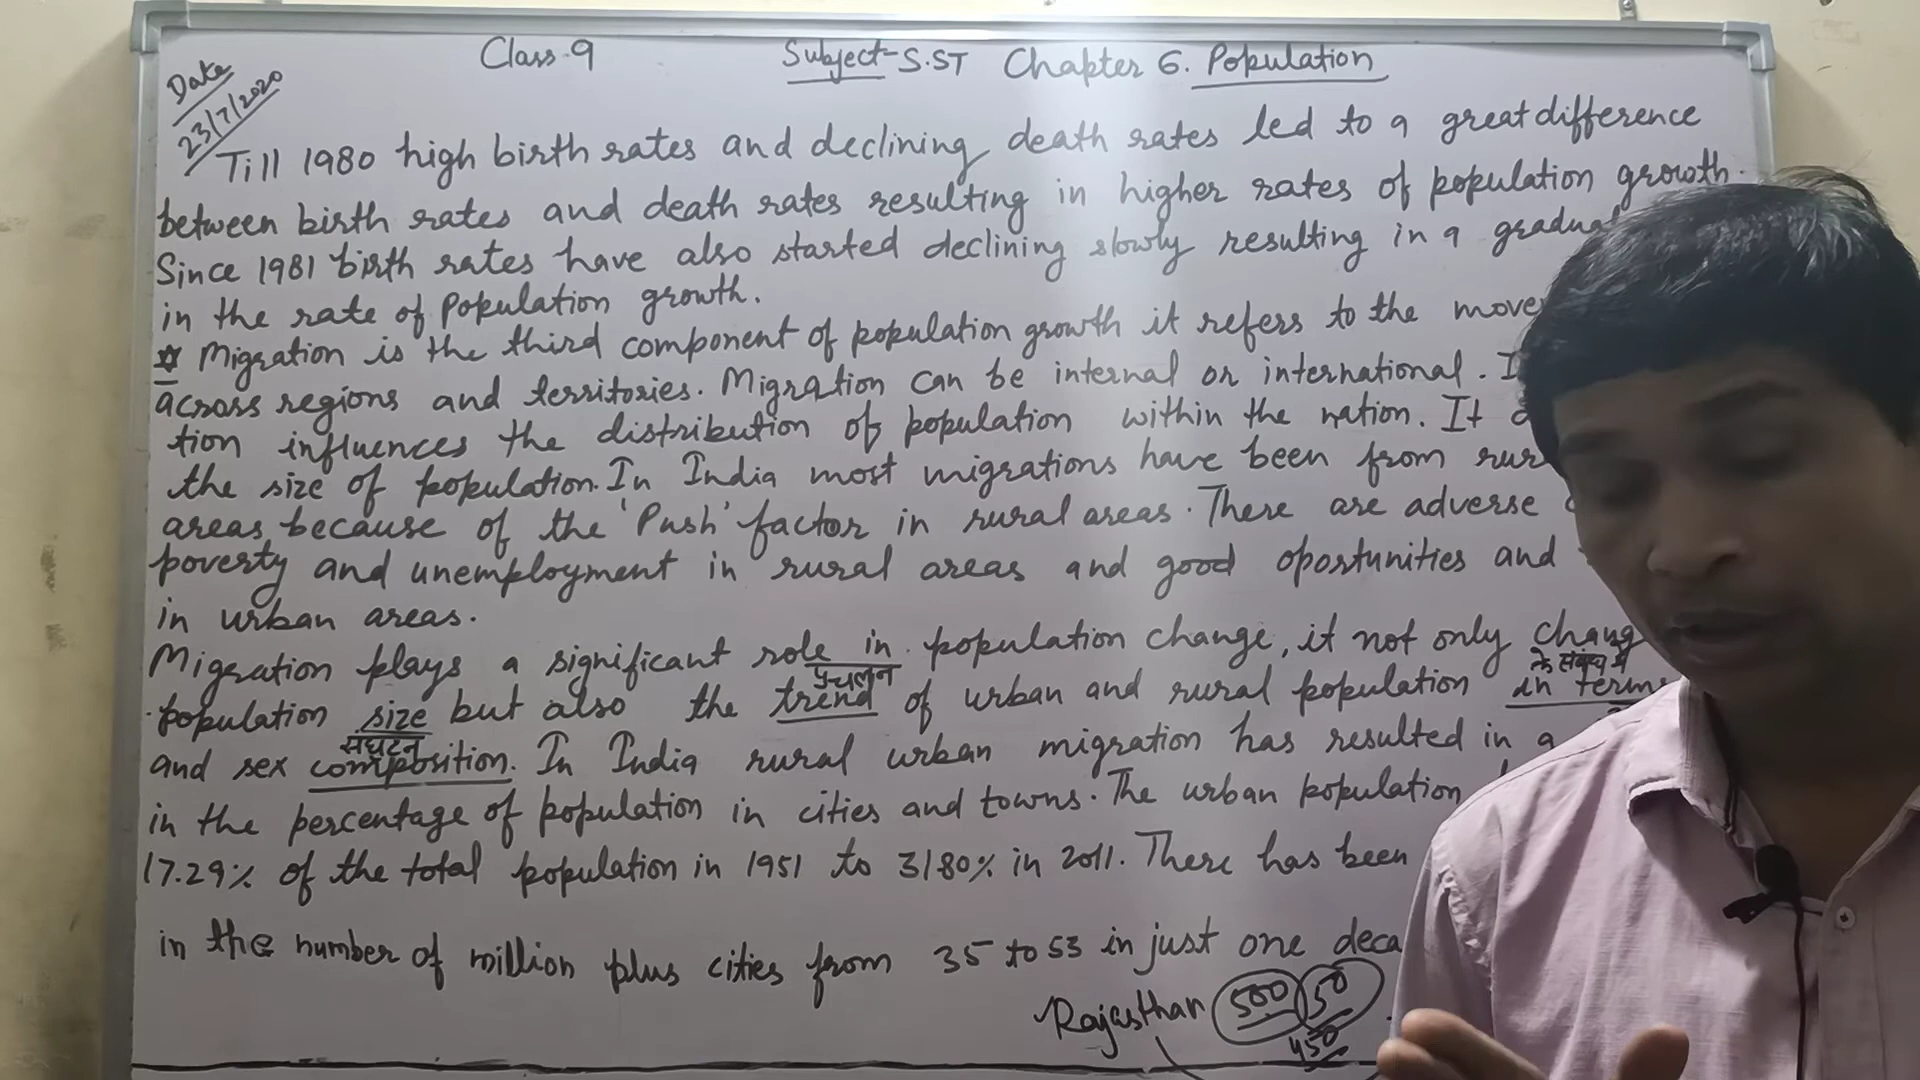 Date
23/7/2020
Class-9 Subject-S.ST Chapter 6. Population
Till 1980 high birth rates and declining death rates led to a great difference
between birth rates and death rates resulting in higher rates of population growth.
Since 1981 birth rates have also started declining slowly resulting in a gradual
in the rate of Population growth.
☆ Migration is the third component of population growth it refers to the
across regions and territories. Migration can be internal or international.
tion influences the distribution of population within the nation. It
the size of population. In India most migrations have been from
areas because of the 'Push' factor in rural areas. There are adverse
poverty and unemployment in rural areas and good oportunities and
in urban areas.
Migration plays a significant role in population change, it not only
प्रचलन के संबंध में
population size but also the trend of urban and rural population in terms
संघटन
and sex composition. In India rural urban migration has resulted in a
in the percentage of population in cities and towns. The urban population
17.29% of the total population in 1951 to 31.80% in 2011. There has been
in the number of million plus cities from 35 to 53 in just one
Rajasthan 500 50
450